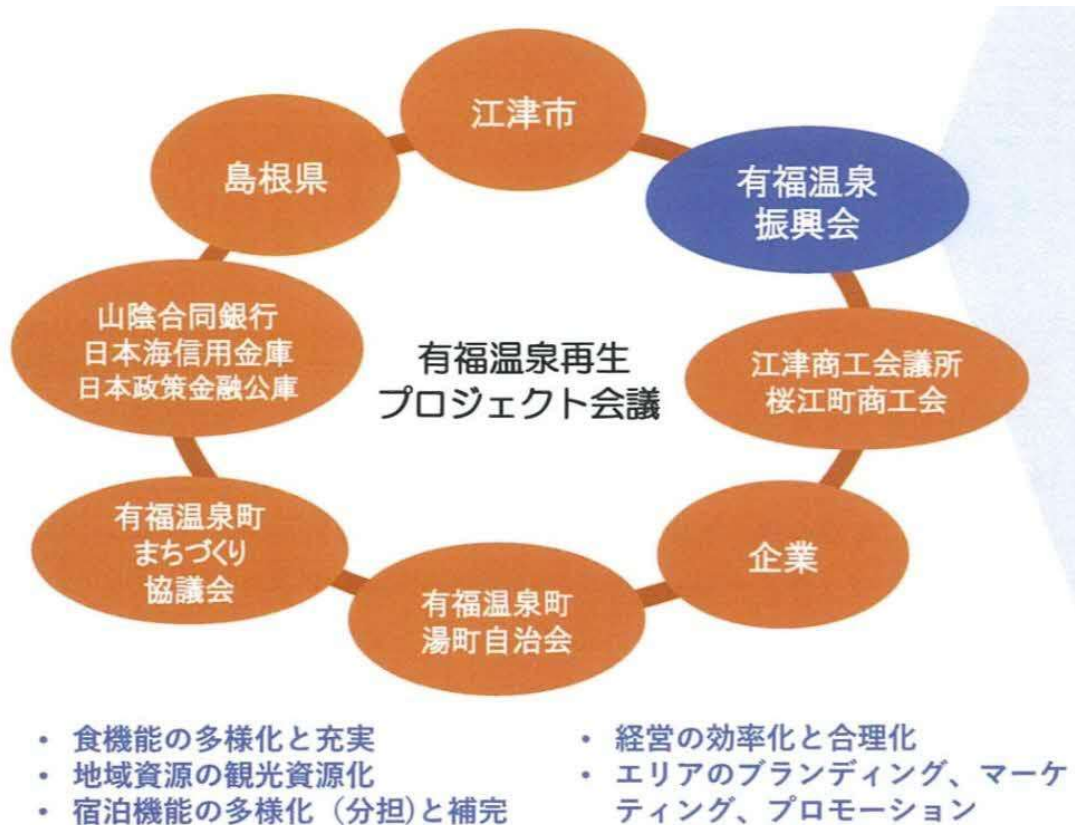 江津市
島根県
有福温泉
振興会
山陰合同銀行
日本海信用金庫
日本政策金融公庫
有福温泉再生
プロジェクト会議
江津商工会議所
桜江町商工会
有福温泉町
まちづくり
協議会
有福温泉町
湯町自治会
企業
• 食機能の多様化と充実
• 地域資源の観光資源化
• 宿泊機能の多様化（分担)と補完
• 経営の効率化と合理化
• エリアのブランディング、マーケ
ティング、プロモーション